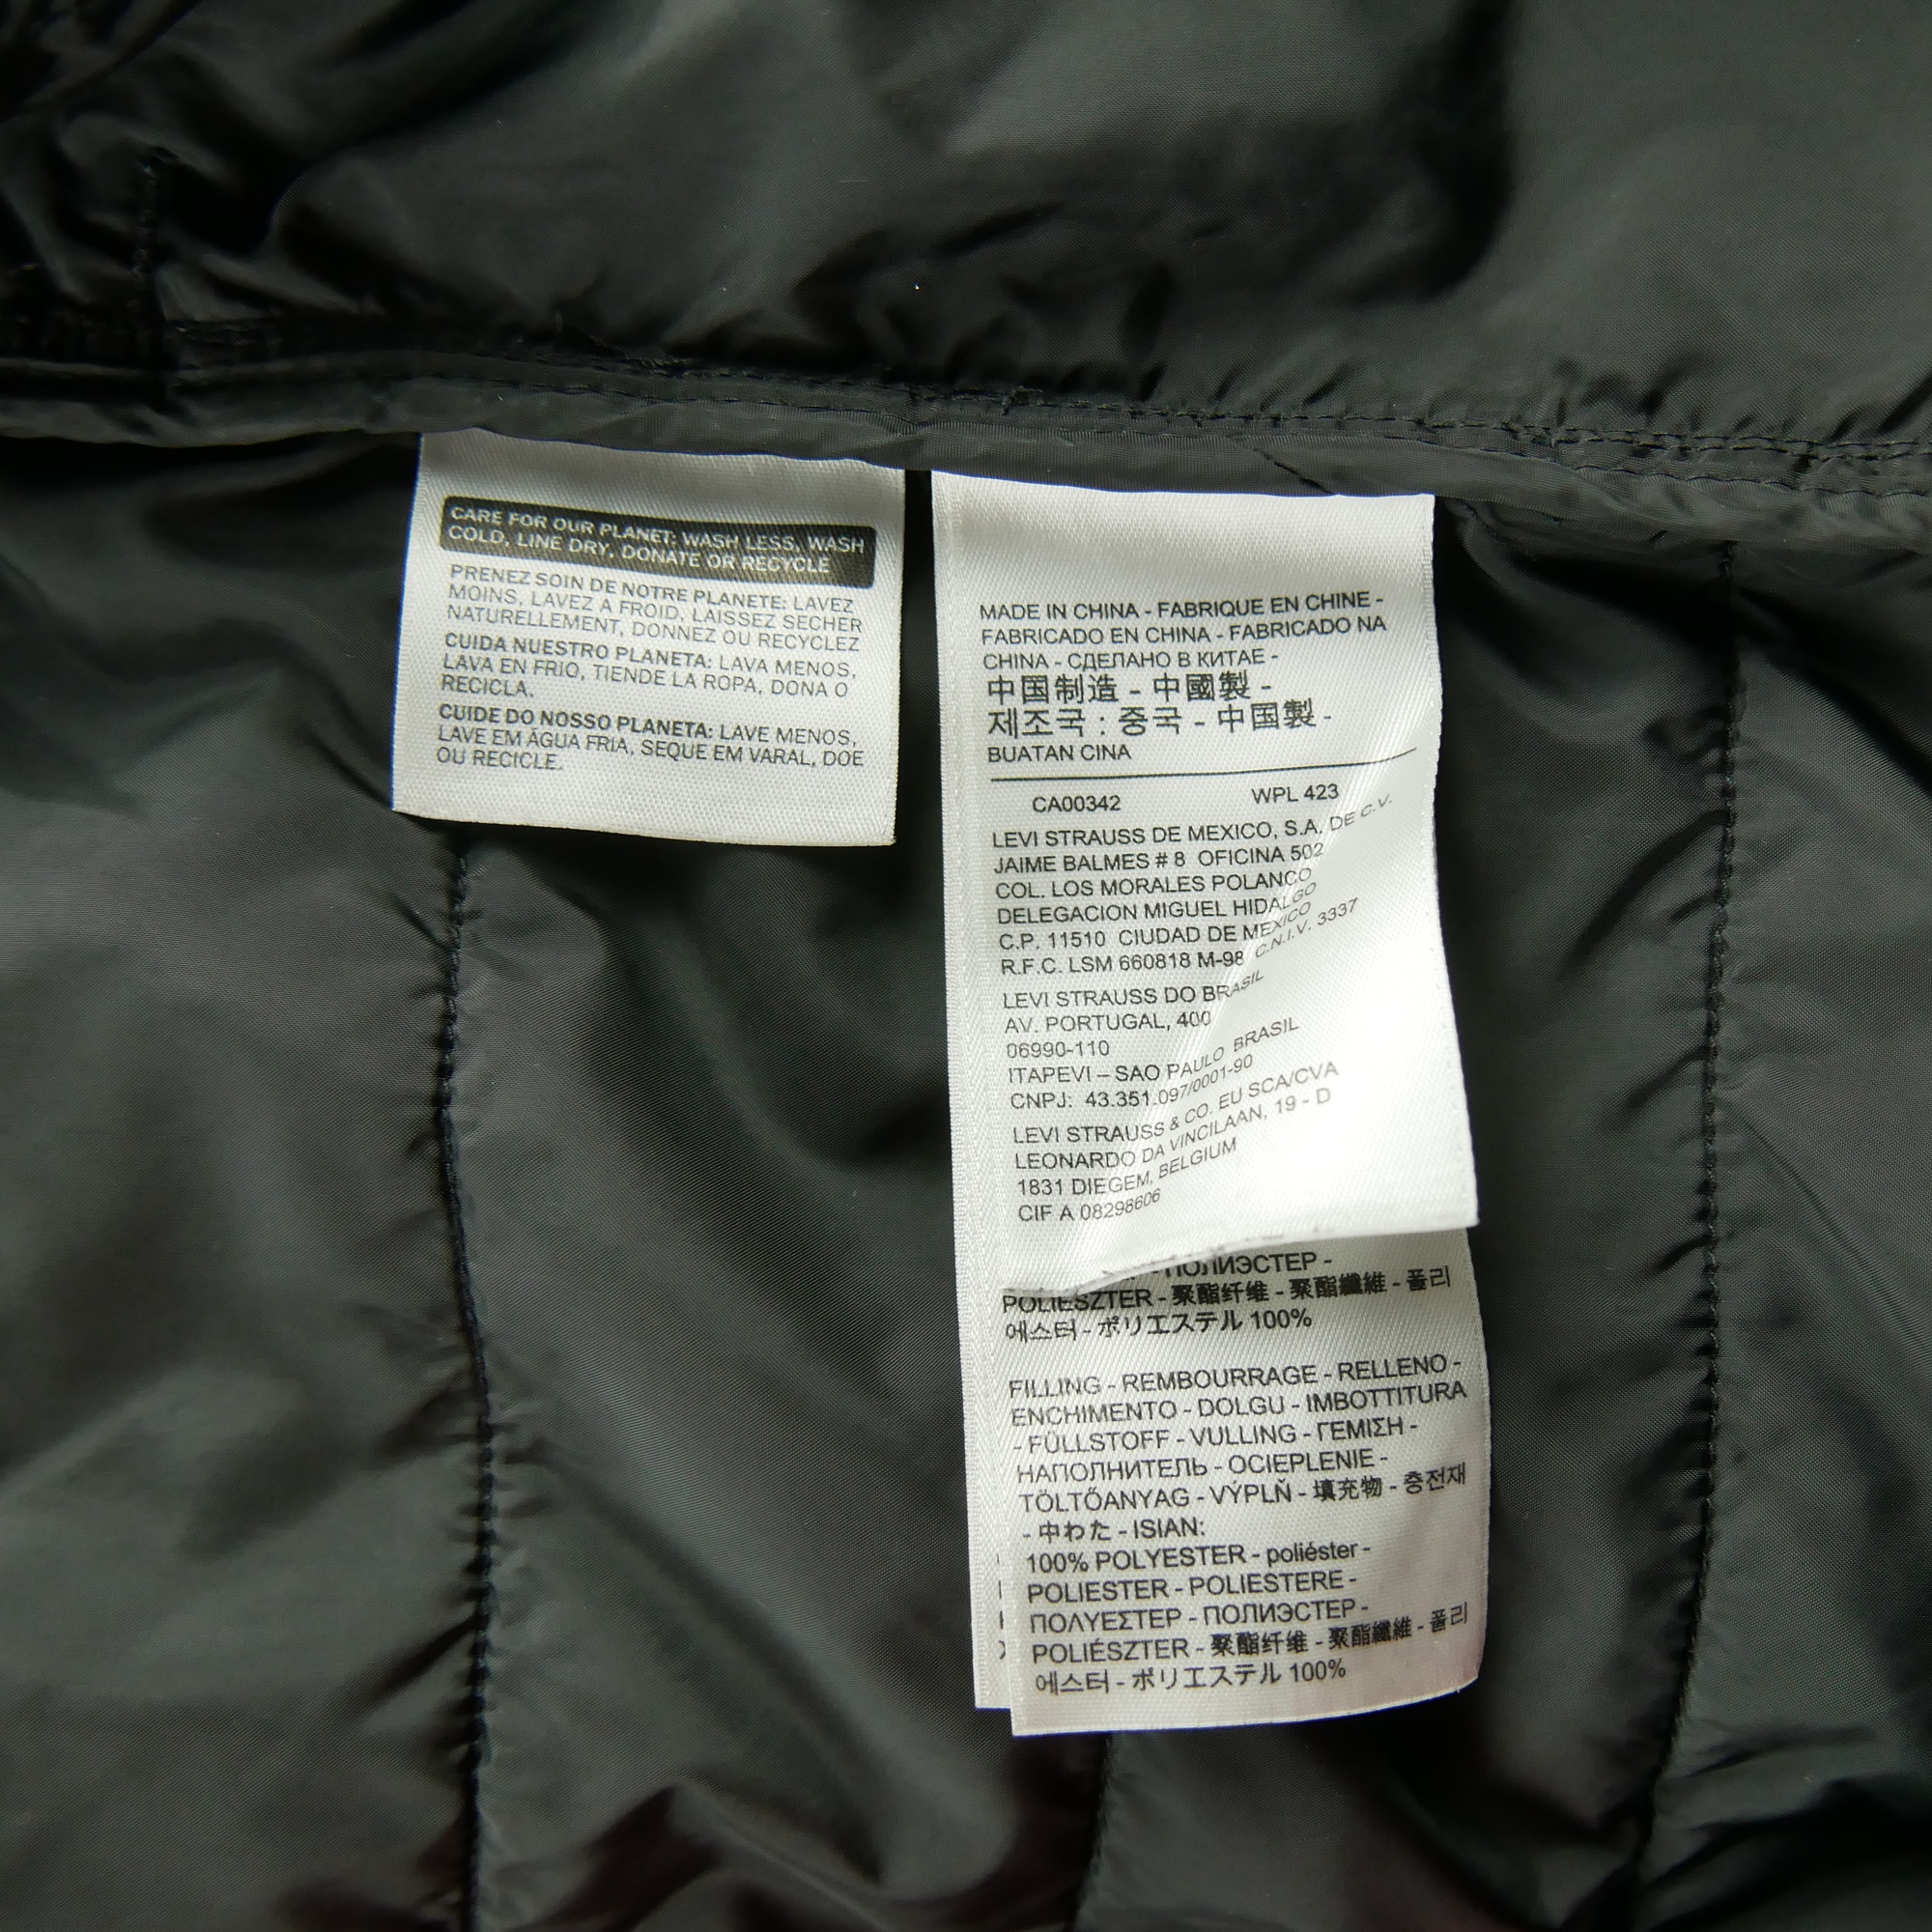 CARE FOR OUR PLANET: WASH LESS, WASH
COLD, LINE DRY, DONATE OR RECYCLE
PRENEZ SOIN DE NOTRE PLANETE: LAVEZ
MOINS, LAVEZ A FROID, LAISSEZ SECHER
NATURELLEMENT, DONNEZ OU RECYCLEZ
CUIDA NUESTRO PLANETA: LAVA MENOS,
LAVA EN FRIO, TIENDE LA ROPA, DONA O
RECICLA.
CUIDE DO NOSSO PLANETA: LAVE MENOS,
LAVE EM ÁGUA FRIA, SEQUE EM VARAL, DOE
OU RECICLE.
MADE IN CHINA - FABRIQUE EN CHINE -
FABRICADO EN CHINA - FABRICADO NA
CHINA - СДЕЛАНО В КИТАЕ -
中国制造 - 中國製 -
제조국 : 중국 - 中国製 -
BUATAN CINA
CA00342 WPL 423
LEVI STRAUSS DE MEXICO, S.A. DE C.V.
JAIME BALMES # 8 OFICINA 502
COL. LOS MORALES POLANCO
DELEGACION MIGUEL HIDALGO
C.P. 11510 CIUDAD DE MEXICO
R.F.C. LSM 660818 M-98 C.N.I.V. 3337
LEVI STRAUSS DO BRASIL
AV. PORTUGAL, 400
06990-110
ITAPEVI – SAO PAULO BRASIL
CNPJ: 43.351.097/0001-90
LEVI STRAUSS & CO. EU SCA/CVA
LEONARDO DA VINCILAAN, 19 - D
1831 DIEGEM, BELGIUM
CIF A 08298606
ПОЛИЭСТЕР -
POLIÉSZTER - 聚酯纤维 - 聚酯纖維 - 폴리
에스터 - ポリエステル 100%
FILLING - REMBOURRAGE - RELLENO -
ENCHIMENTO - DOLGU - IMBOTTITURA
- FÜLLSTOFF - VULLING - ΓΕΜΙΣΗ -
НАПОЛНИТЕЛЬ - OCIEPLENIE -
TÖLTŐANYAG - VÝPLŇ - 填充物 - 충전재
- 中わた - ISIAN:
100% POLYESTER - poliéster -
POLIESTER - POLIESTERE -
ΠΟΛΥΕΣΤΕΡ - ПОЛИЭСТЕР -
POLIÉSZTER - 聚酯纤维 - 聚酯纖維 - 폴리
에스터 - ポリエステル 100%